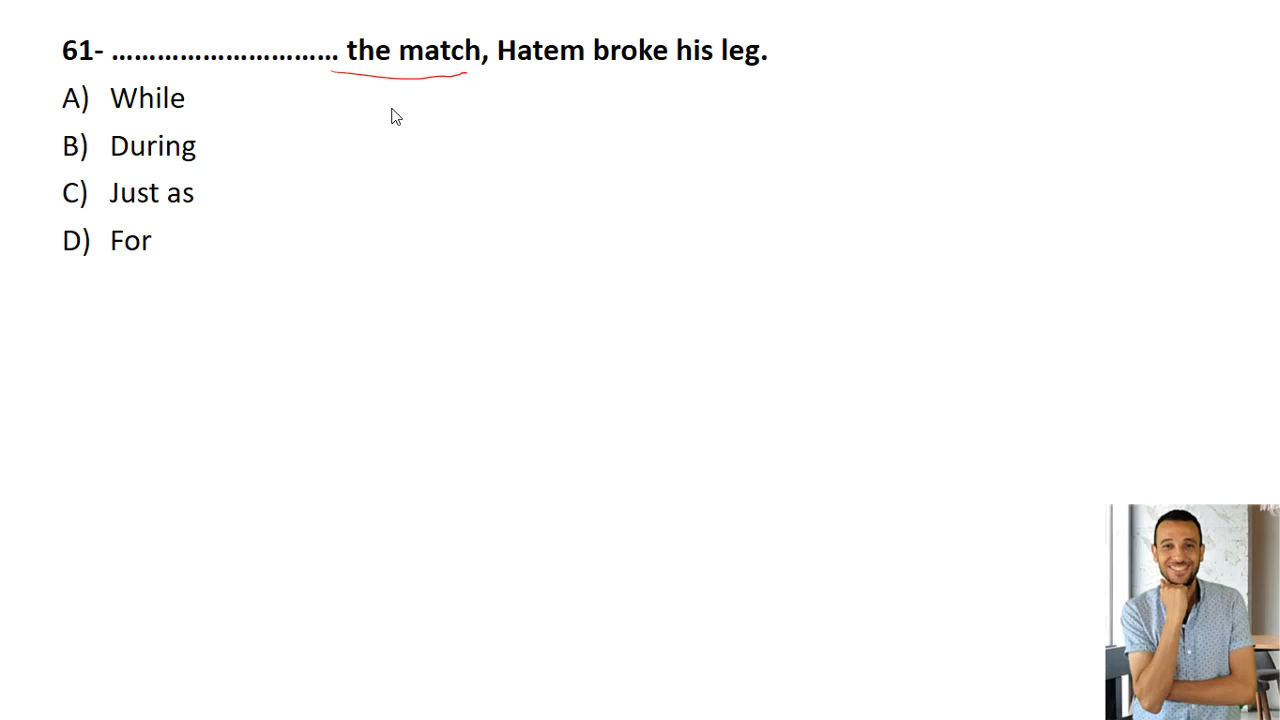 61- ………………………… the match, Hatem broke his leg.
A) While
B) During
C) Just as
D) For